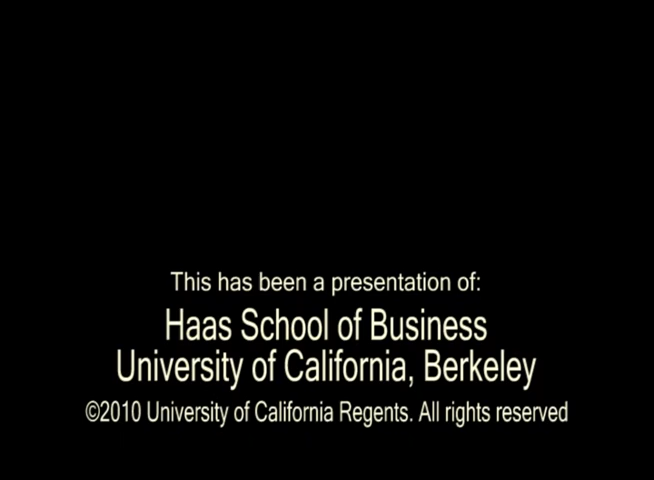 This has been a presentation of:
Haas School of Business
University of California, Berkeley
©2010 University of California Regents. All rights reserved